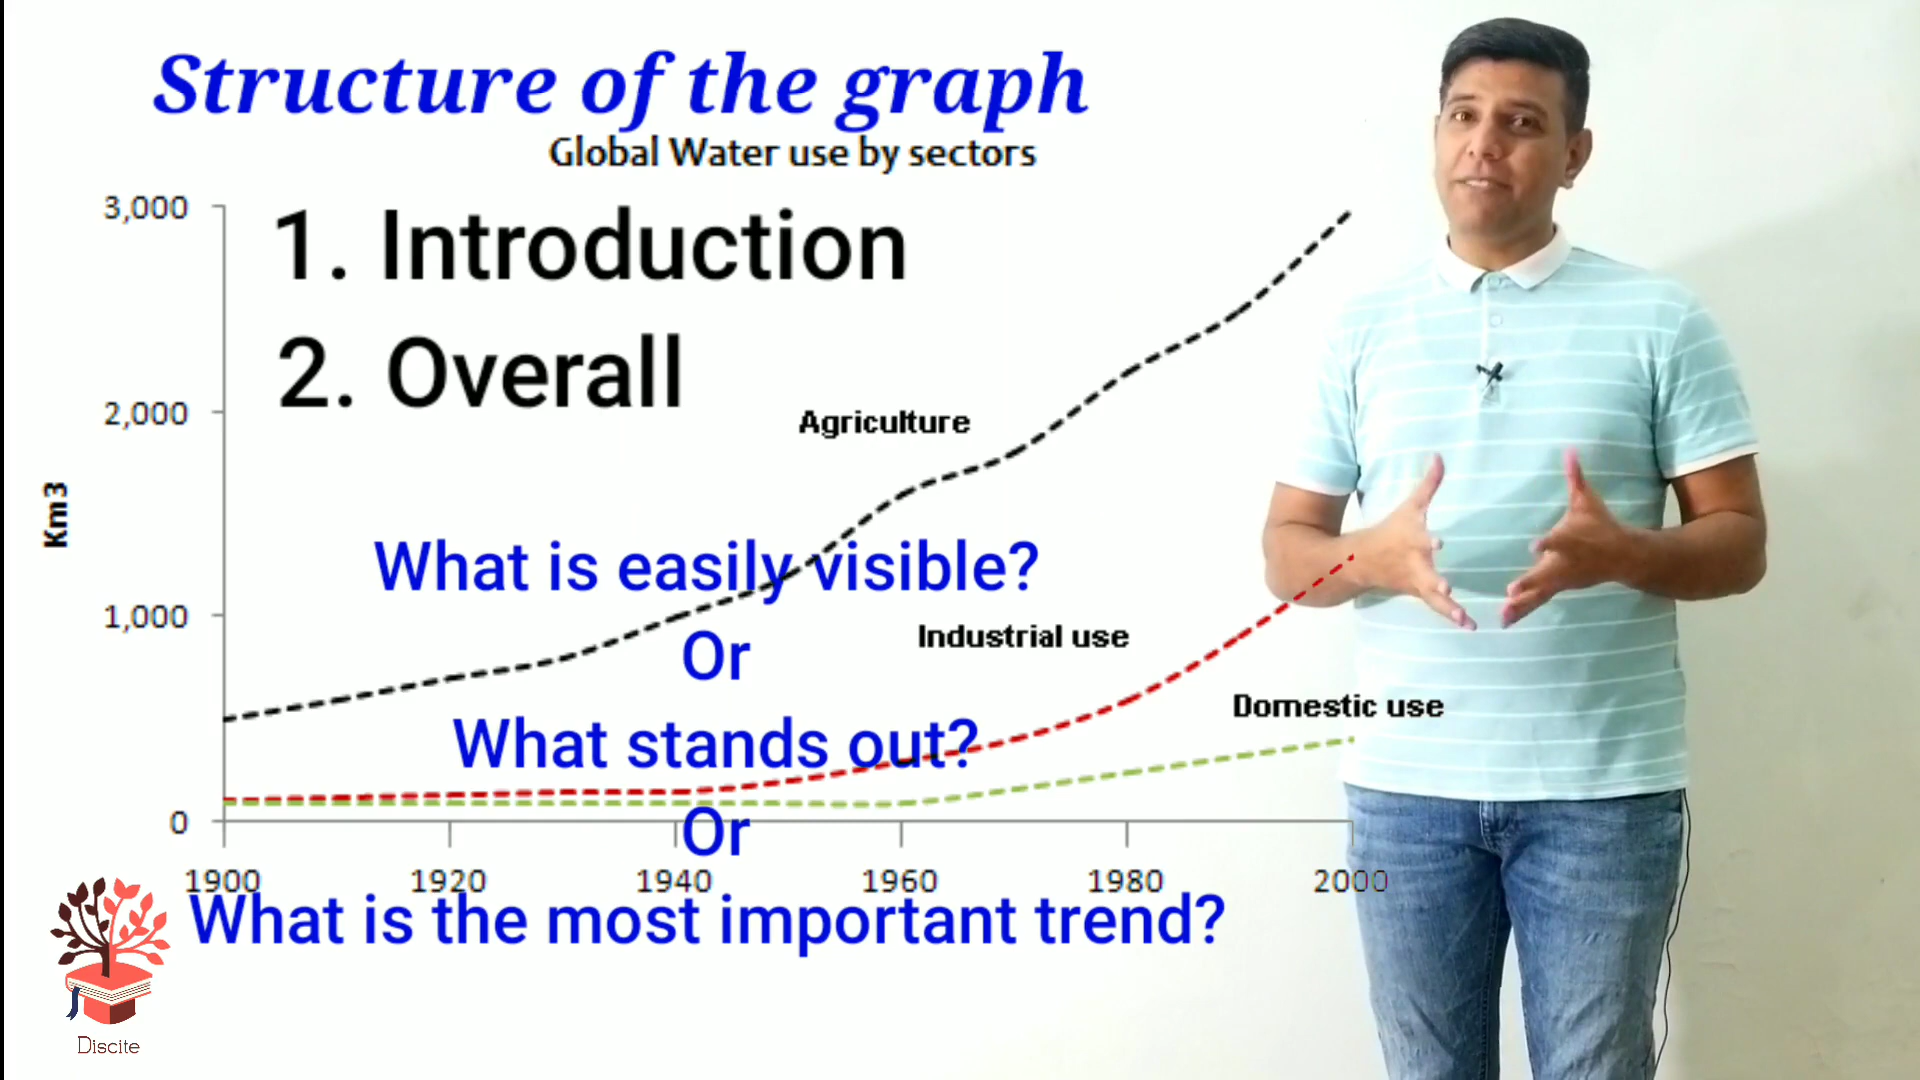 Structure of the graph
Global Water use by sectors
3,000
1. Introduction
2. Overall
2,000
Agriculture
Km3
What is easily visible?
1,000
Or
Industrial use
Domestic use
What stands out?
0
Or
1900 1920 1940 1960 1980 2000
What is the most important trend?
Discite